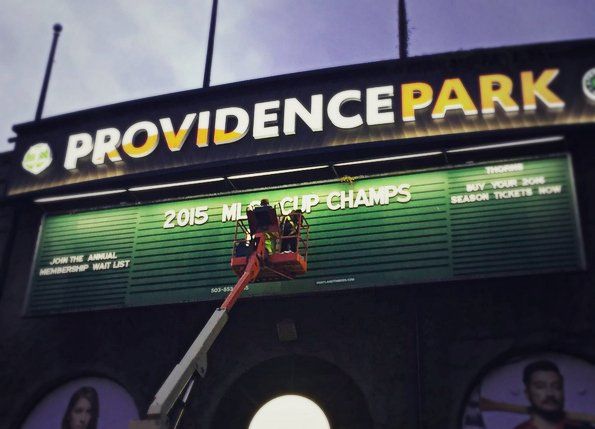 PROVIDENCE PARK
2015 MLS CUP CHAMPS
THORNS
BUY YOUR 2016
SEASON TICKETS NOW
JOIN THE ANNUAL
MEMBERSHIP WAIT LIST